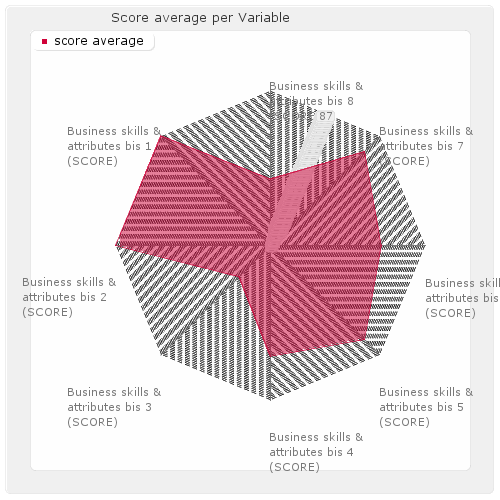 Score average per Variable
score average
Business skills &
attributes bis 8
87
Business skills &
attributes bis 1
(SCORE)
Business skills &
attributes bis 7
(SCORE)
Business skills &
attributes bis 2
(SCORE)
Business skill
attributes bis
(SCORE)
Business skills &
attributes bis 3
(SCORE)
Business skills &
attributes bis 5
(SCORE)
Business skills &
attributes bis 4
(SCORE)